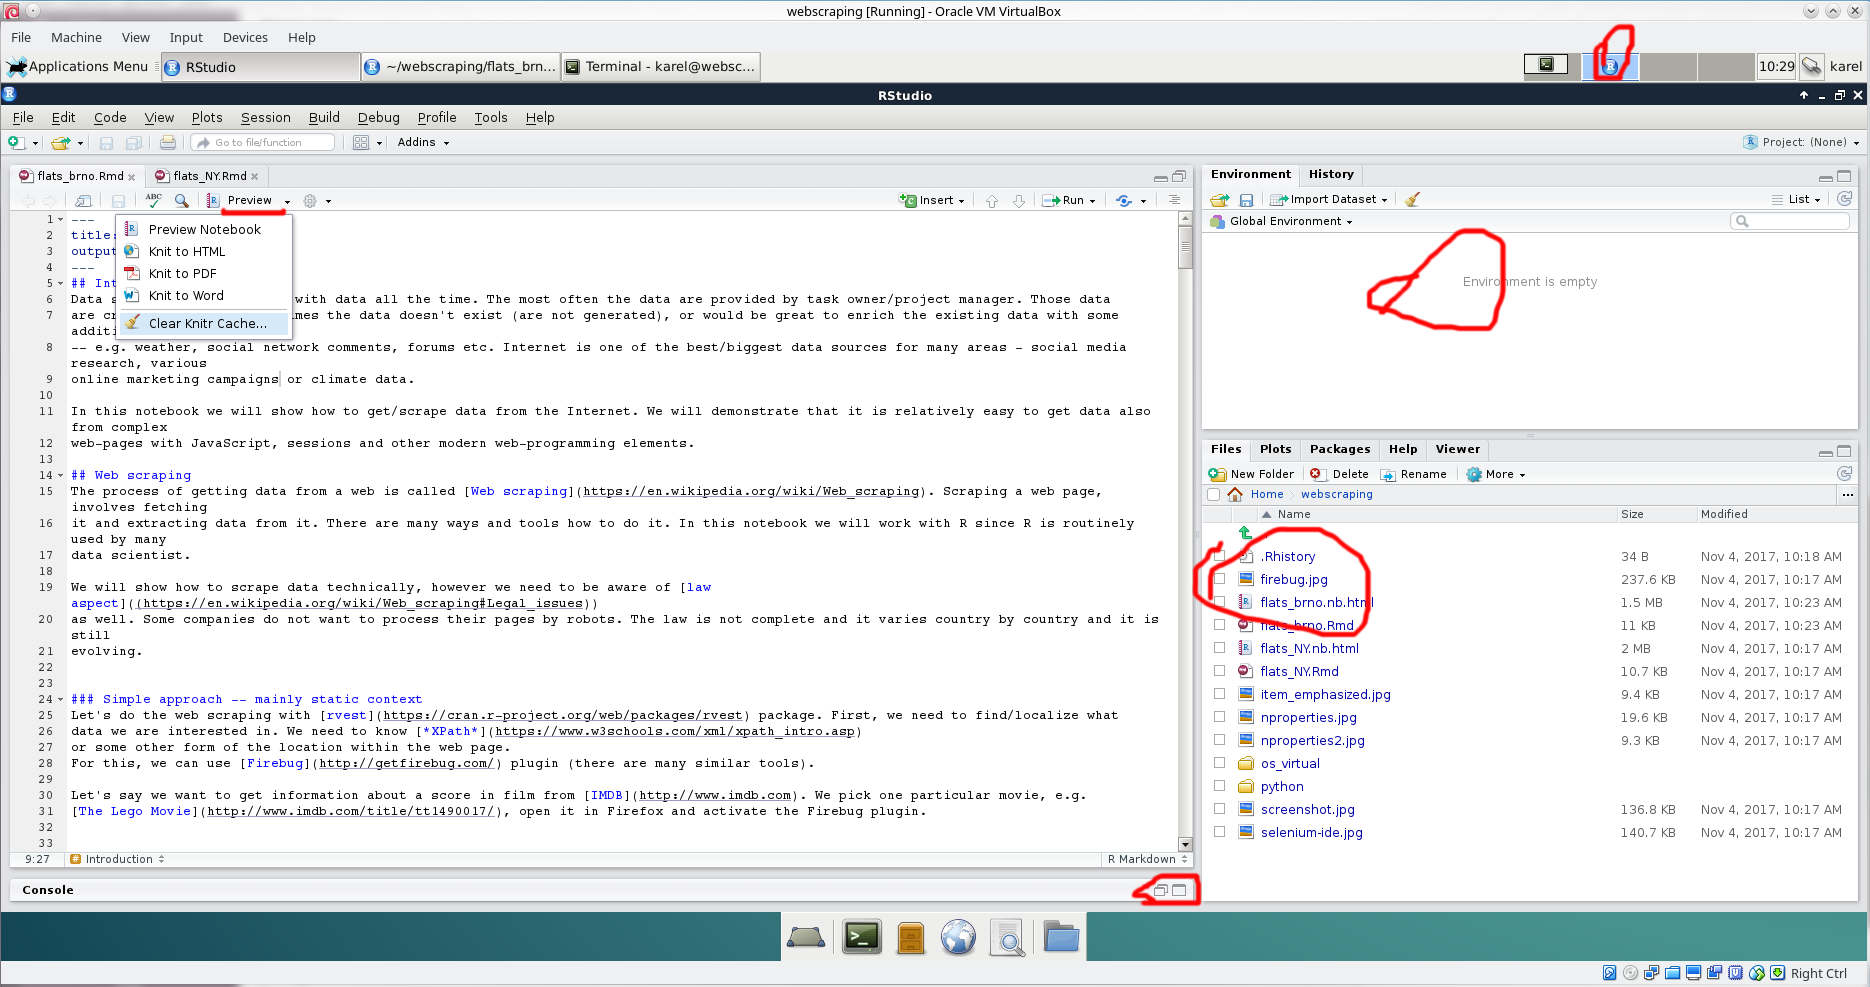 webscraping [Running] - Oracle VM VirtualBox
File Machine View Input Devices Help
Applications Menu RStudio ~/webscraping/flats_brn... Terminal - karel@websc... 10:29 karel
RStudio
File Edit Code View Plots Session Build Debug Profile Tools Help
Go to file/function Addins Project: (None)
flats_brno.Rmd flats_NY.Rmd
ABC Preview Insert Run
1 ---
2 title:
3 output
4 ---
5 ## Int
6 Data s with data all the time. The most often the data are provided by task owner/project manager. Those data
7 are cr imes the data doesn't exist (are not generated), or would be great to enrich the existing data with some
additi
8 -- e.g. weather, social network comments, forums etc. Internet is one of the best/biggest data sources for many areas - social media
research, various
9 online marketing campaigns or climate data.
10
11 In this notebook we will show how to get/scrape data from the Internet. We will demonstrate that it is relatively easy to get data also
from complex
12 web-pages with JavaScript, sessions and other modern web-programming elements.
13
14 ## Web scraping
15 The process of getting data from a web is called [Web scraping](https://en.wikipedia.org/wiki/Web_scraping). Scraping a web page,
involves fetching
16 it and extracting data from it. There are many ways and tools how to do it. In this notebook we will work with R since R is routinely
used by many
17 data scientist.
18
19 We will show how to scrape data technically, however we need to be aware of [law
aspect]((https://en.wikipedia.org/wiki/Web_scraping#Legal_issues))
20 as well. Some companies do not want to process their pages by robots. The law is not complete and it varies country by country and it is
still
21 evolving.
22
23
24 ### Simple approach -- mainly static context
25 Let's do the web scraping with [rvest](https://cran.r-project.org/web/packages/rvest) package. First, we need to find/localize what
26 data we are interested in. We need to know [*XPath*](https://www.w3schools.com/xml/xpath_intro.asp)
27 or some other form of the location within the web page.
28 For this, we can use [Firebug](http://getfirebug.com/) plugin (there are many similar tools).
29
30 Let's say we want to get information about a score in film from [IMDB](http://www.imdb.com). We pick one particular movie, e.g.
31 [The Lego Movie](http://www.imdb.com/title/tt1490017/), open it in Firefox and activate the Firebug plugin.
32
33
Preview Notebook
Knit to HTML
Knit to PDF
Knit to Word
Clear Knitr Cache...
9:27 Introduction R Markdown
Console
Environment History
Import Dataset List
Global Environment
Environment is empty
Files Plots Packages Help Viewer
New Folder Delete Rename More
Home webscraping ...
Name Size Modified
.Rhistory 34 B Nov 4, 2017, 10:18 AM
firebug.jpg 237.6 KB Nov 4, 2017, 10:17 AM
flats_brno.nb.html 1.5 MB Nov 4, 2017, 10:23 AM
flats_brno.Rmd 11 KB Nov 4, 2017, 10:23 AM
flats_NY.nb.html 2 MB Nov 4, 2017, 10:17 AM
flats_NY.Rmd 10.7 KB Nov 4, 2017, 10:17 AM
item_emphasized.jpg 9.4 KB Nov 4, 2017, 10:17 AM
nproperties.jpg 19.6 KB Nov 4, 2017, 10:17 AM
nproperties2.jpg 9.3 KB Nov 4, 2017, 10:17 AM
os_virtual
python
screenshot.jpg 136.8 KB Nov 4, 2017, 10:17 AM
selenium-ide.jpg 140.7 KB Nov 4, 2017, 10:17 AM
Right Ctrl